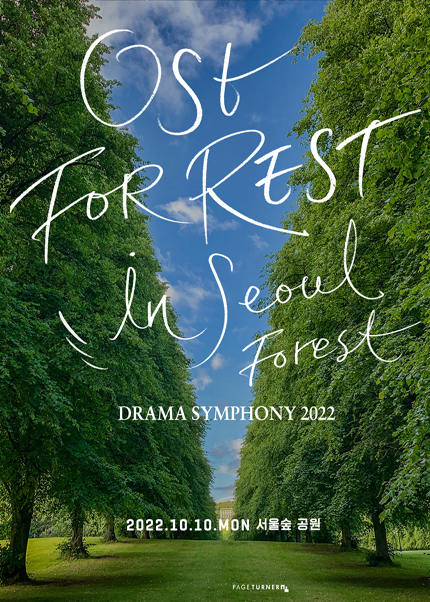 Ost
FOR REST
in Seoul
Forest
DRAMA SYMPHONY 2022
2022.10.10.MON 서울숲 공원
PAGETURNER